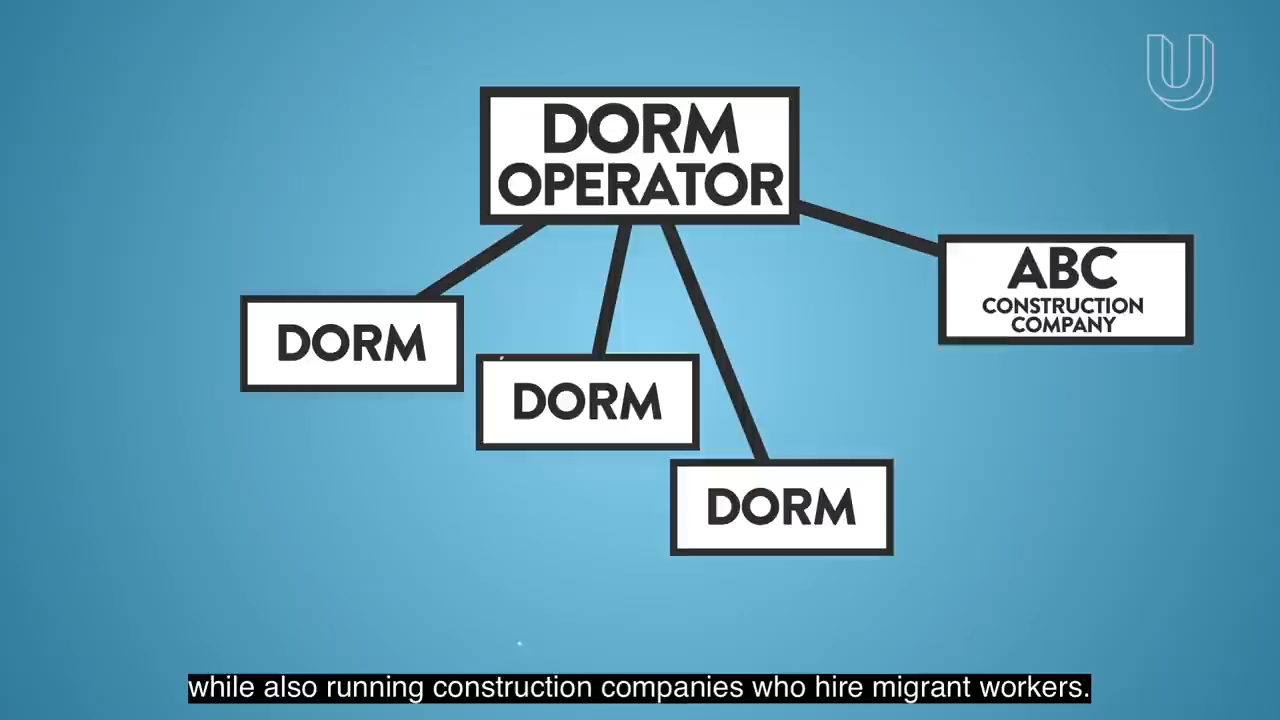 U
DORM
OPERATOR
ABC
CONSTRUCTION
COMPANY
DORM
DORM
DORM
while also running construction companies who hire migrant workers.